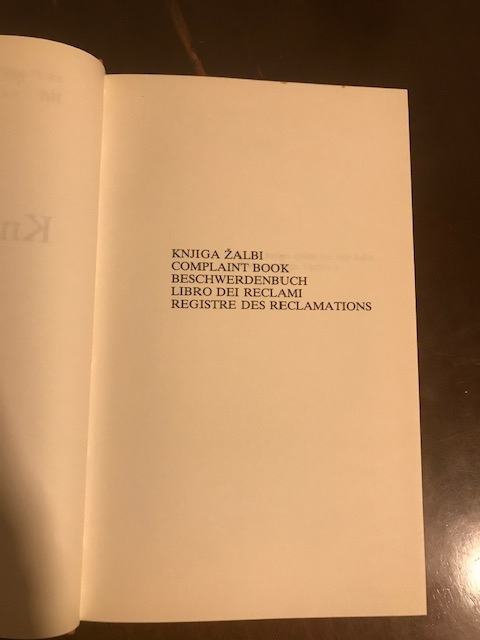 KNJIGA ŽALBI
COMPLAINT BOOK
BESCHWERDENBUCH
LIBRO DEI RECLAMI
REGISTRE DES RECLAMATIONS